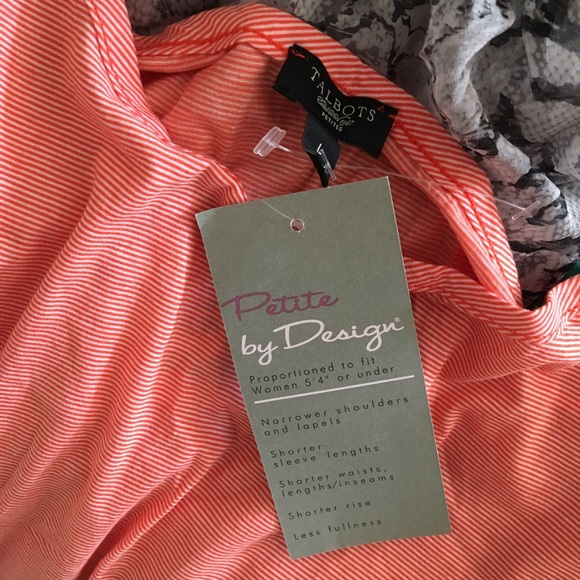 TALBOTS
PETITES
Petite
by Design®
Proportioned to fit
Women 5'4" or under
Narrower shoulders
and lapels
Shorter
sleeve lengths
Shorter waists,
lengths/inseams
Shorter rise
Less fullness